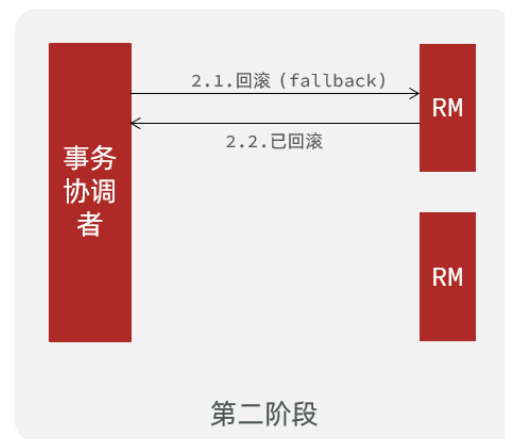 2.1.回滚(fallback)
RM
2.2.已回滚
事务
协调
者
RM
第二阶段